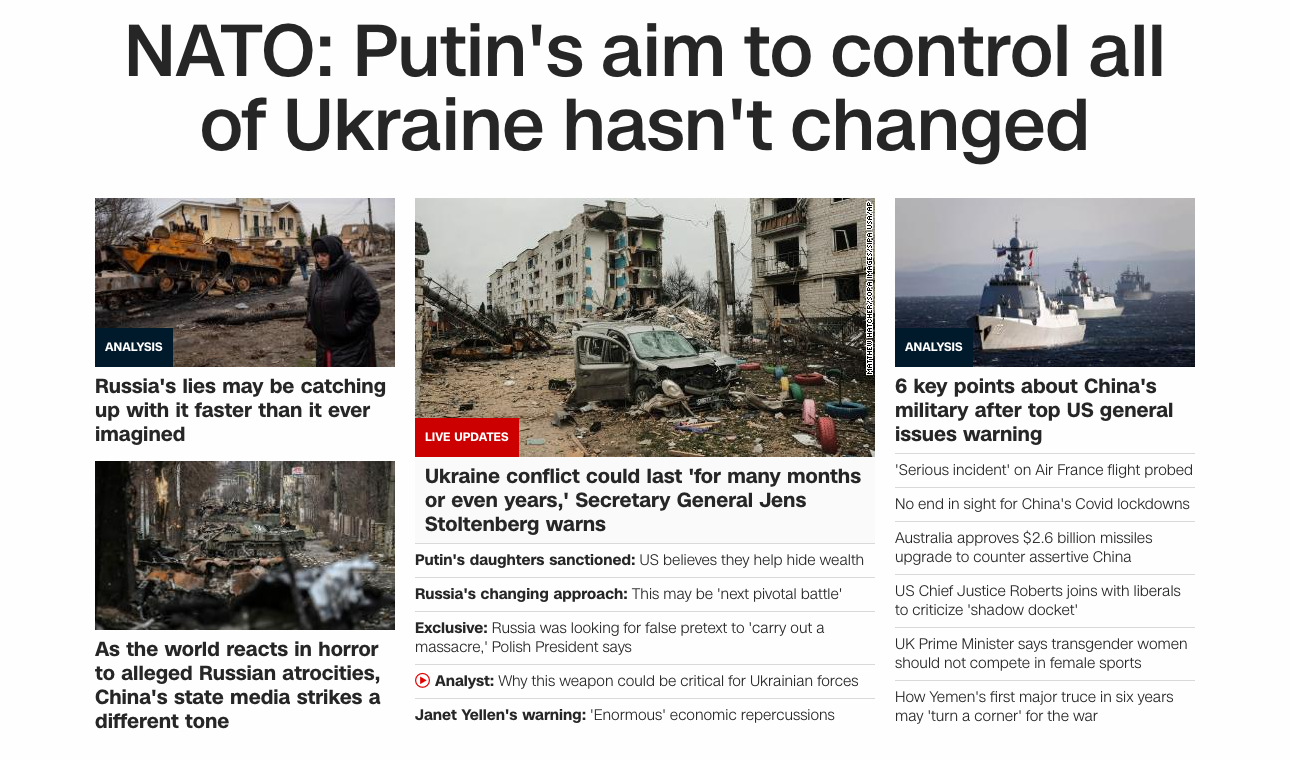 NATO: Putin's aim to control all
of Ukraine hasn't changed
ANALYSIS
Russia's lies may be catching
up with it faster than it ever
imagined
As the world reacts in horror
to alleged Russian atrocities,
China's state media strikes a
different tone
MATTHEW HATCHER/SOPA IMAGES/SIPA USA/AP
LIVE UPDATES
Ukraine conflict could last 'for many months
or even years,' Secretary General Jens
Stoltenberg warns
Putin's daughters sanctioned: US believes they help hide wealth
Russia's changing approach: This may be 'next pivotal battle'
Exclusive: Russia was looking for false pretext to 'carry out a
massacre,' Polish President says
Analyst: Why this weapon could be critical for Ukrainian forces
Janet Yellen's warning: 'Enormous' economic repercussions
ANALYSIS
6 key points about China's
military after top US general
issues warning
'Serious incident' on Air France flight probed
No end in sight for China's Covid lockdowns
Australia approves $2.6 billion missiles
upgrade to counter assertive China
US Chief Justice Roberts joins with liberals
to criticize 'shadow docket'
UK Prime Minister says transgender women
should not compete in female sports
How Yemen's first major truce in six years
may 'turn a corner' for the war